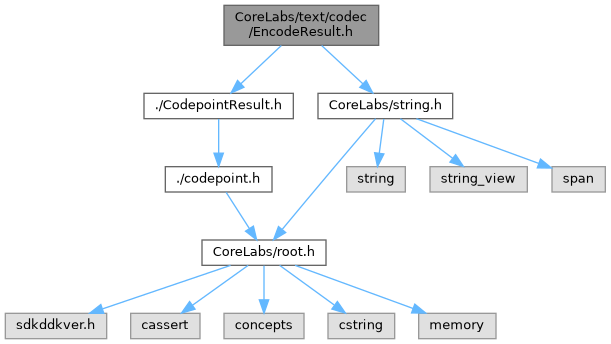 CoreLabs/text/codec
/EncodeResult.h
./CodepointResult.h
CoreLabs/string.h
./codepoint.h
string
string_view
span
CoreLabs/root.h
sdkddkver.h
cassert
concepts
cstring
memory